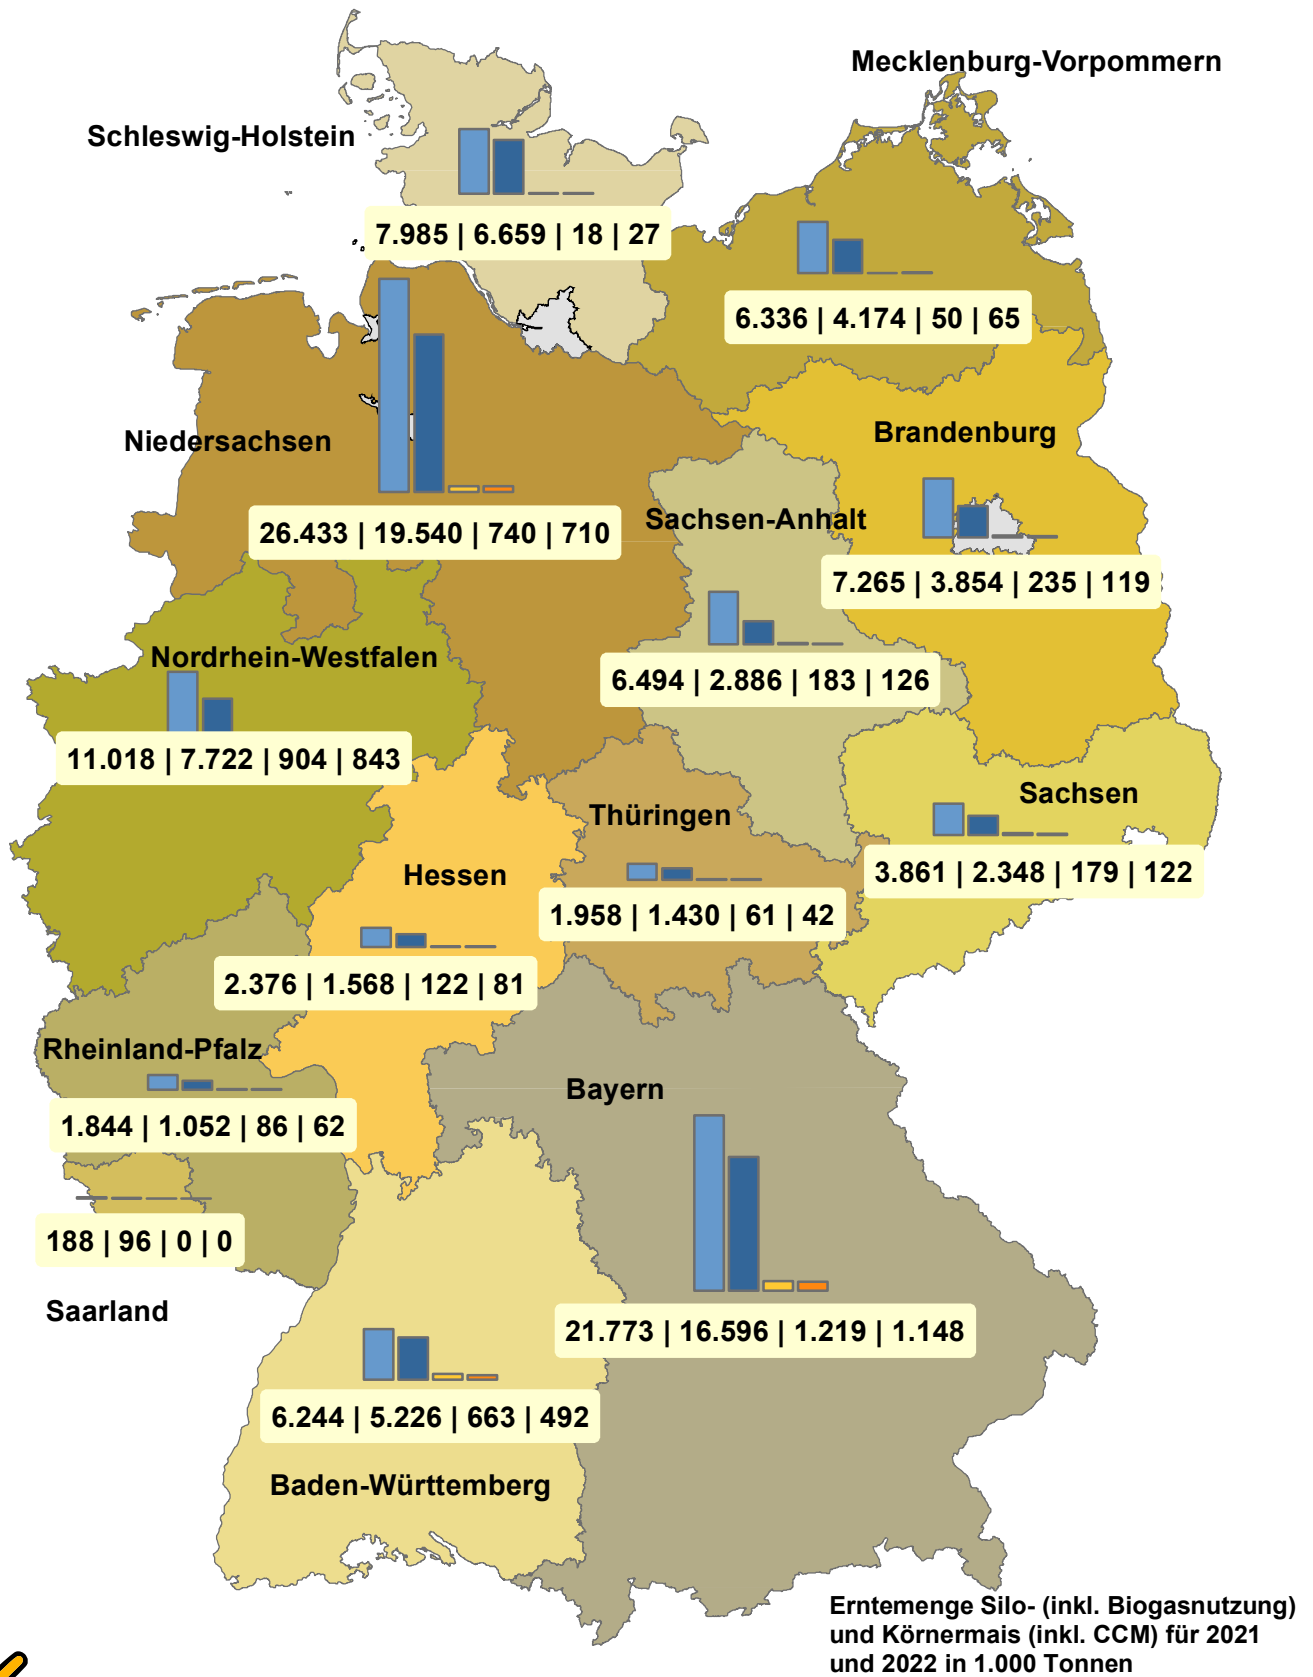 Mecklenburg-Vorpommern
Schleswig-Holstein
7.985 | 6.659 | 18 | 27
6.336 | 4.174 | 50 | 65
Brandenburg
Niedersachsen
Sachsen-Anhalt
26.433 | 19.540 | 740 | 710
7.265 | 3.854 | 235 | 119
Nordrhein-Westfalen
6.494 | 2.886 | 183 | 126
11.018 | 7.722 | 904 | 843
Sachsen
Thüringen
Hessen
3.861 | 2.348 | 179 | 122
1.958 | 1.430 | 61 | 42
2.376 | 1.568 | 122 | 81
Rheinland-Pfalz
Bayern
1.844 | 1.052 | 86 | 62
188 | 96 | 0 | 0
Saarland
21.773 | 16.596 | 1.219 | 1.148
6.244 | 5.226 | 663 | 492
Baden-Württemberg
Erntemenge Silo- (inkl. Biogasnutzung)
und Körnermais (inkl. CCM) für 2021
und 2022 in 1.000 Tonnen